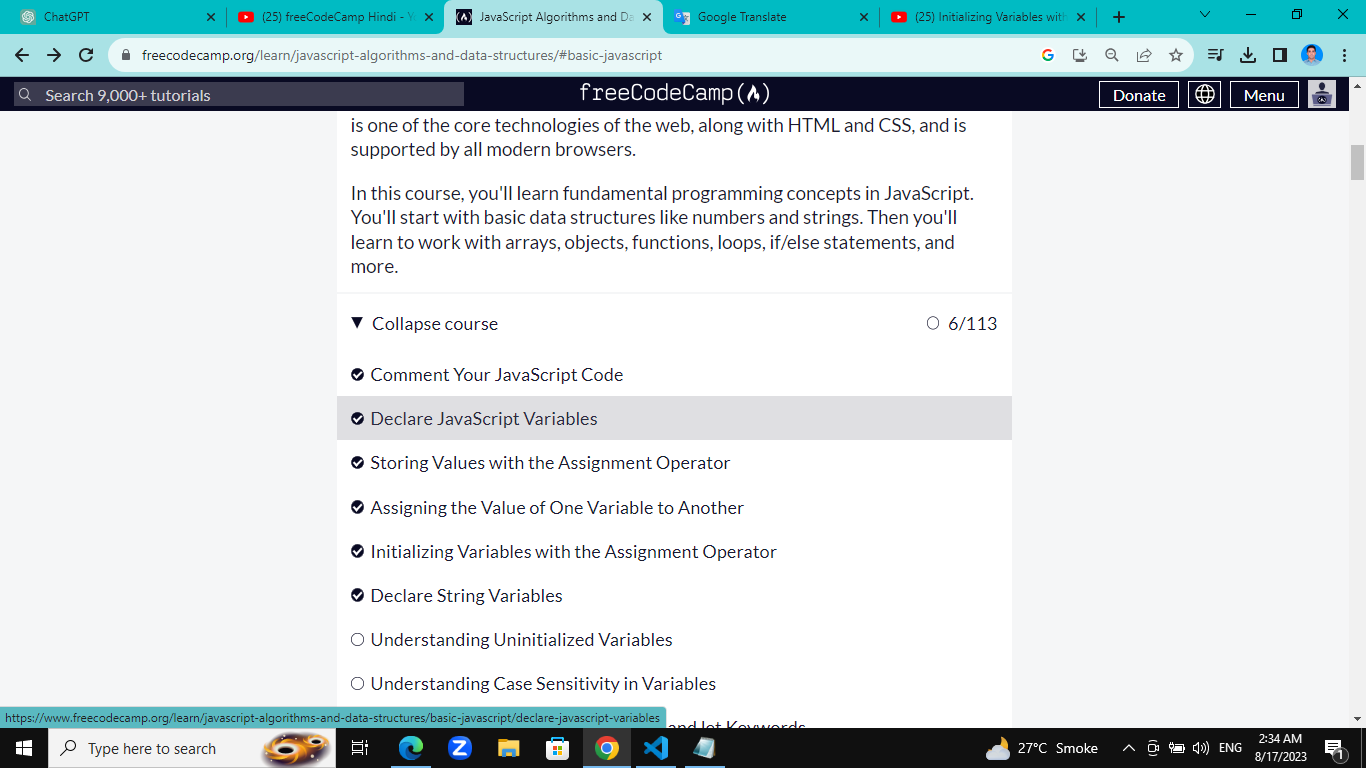 ChatGPT
(25) freeCodeCamp Hindi - Y
JavaScript Algorithms and Da
Google Translate
(25) Initializing Variables with
freecodecamp.org/learn/javascript-algorithms-and-data-structures/#basic-javascript
Search 9,000+ tutorials
freeCodeCamp
Donate
Menu
is one of the core technologies of the web, along with HTML and CSS, and is
supported by all modern browsers.
In this course, you'll learn fundamental programming concepts in JavaScript.
You'll start with basic data structures like numbers and strings. Then you'll
learn to work with arrays, objects, functions, loops, if/else statements, and
more.
Collapse course 6/113
Comment Your JavaScript Code
Declare JavaScript Variables
Storing Values with the Assignment Operator
Assigning the Value of One Variable to Another
Initializing Variables with the Assignment Operator
Declare String Variables
Understanding Uninitialized Variables
Understanding Case Sensitivity in Variables
and let Keywords
https://www.freecodecamp.org/learn/javascript-algorithms-and-data-structures/basic-javascript/declare-javascript-variables
Type here to search
27°C Smoke
ENG
2:34 AM
8/17/2023
1